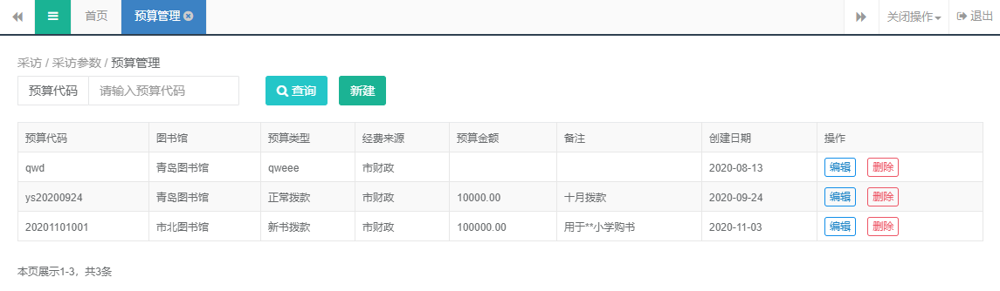 首页 预算管理 关闭操作 退出
采访 / 采访参数 / 预算管理
预算代码 请输入预算代码 查询 新建
预算代码 图书馆 预算类型 经费来源 预算金额 备注 创建日期 操作
qwd 青岛图书馆 qweee 市财政 2020-08-13 编辑 删除
ys20200924 青岛图书馆 正常拨款 市财政 10000.00 十月拨款 2020-09-24 编辑 删除
20201101001 市北图书馆 新书拨款 市财政 100000.00 用于**小学购书 2020-11-03 编辑 删除
本页展示1-3，共3条